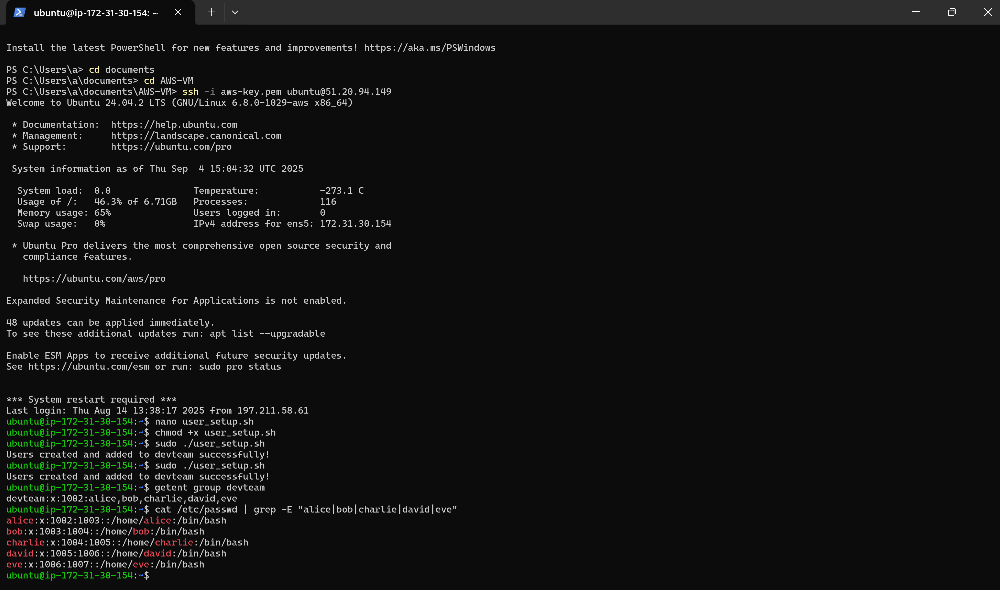 ubuntu@ip-172-31-30-154: ~
Install the latest PowerShell for new features and improvements! https://aka.ms/PSWindows
PS C:\Users\a> cd documents
PS C:\Users\a\documents> cd AWS-VM
PS C:\Users\a\documents\AWS-VM> ssh -i aws-key.pem ubuntu@51.20.94.149
Welcome to Ubuntu 24.04.2 LTS (GNU/Linux 6.8.0-1029-aws x86_64)
 * Documentation:  https://help.ubuntu.com
 * Management:     https://landscape.canonical.com
 * Support:        https://ubuntu.com/pro
 System information as of Thu Sep  4 15:04:32 UTC 2025
  System load:  0.0               Temperature:           -273.1 C
  Usage of /:   46.3% of 6.71GB   Processes:             116
  Memory usage: 65%               Users logged in:       0
  Swap usage:   0%                IPv4 address for ens5: 172.31.30.154
 * Ubuntu Pro delivers the most comprehensive open source security and
   compliance features.
   https://ubuntu.com/aws/pro
Expanded Security Maintenance for Applications is not enabled.
48 updates can be applied immediately.
To see these additional updates run: apt list --upgradable
Enable ESM Apps to receive additional future security updates.
See https://ubuntu.com/esm or run: sudo pro status
*** System restart required ***
Last login: Thu Aug 14 13:38:17 2025 from 197.211.58.61
ubuntu@ip-172-31-30-154:~$ nano user_setup.sh
ubuntu@ip-172-31-30-154:~$ chmod +x user_setup.sh
ubuntu@ip-172-31-30-154:~$ sudo ./user_setup.sh
Users created and added to devteam successfully!
ubuntu@ip-172-31-30-154:~$ sudo ./user_setup.sh
Users created and added to devteam successfully!
ubuntu@ip-172-31-30-154:~$ getent group devteam
devteam:x:1002:alice,bob,charlie,david,eve
ubuntu@ip-172-31-30-154:~$ cat /etc/passwd | grep -E "alice|bob|charlie|david|eve"
alice:x:1002:1003::/home/alice:/bin/bash
bob:x:1003:1004::/home/bob:/bin/bash
charlie:x:1004:1005::/home/charlie:/bin/bash
david:x:1005:1006::/home/david:/bin/bash
eve:x:1006:1007::/home/eve:/bin/bash
ubuntu@ip-172-31-30-154:~$